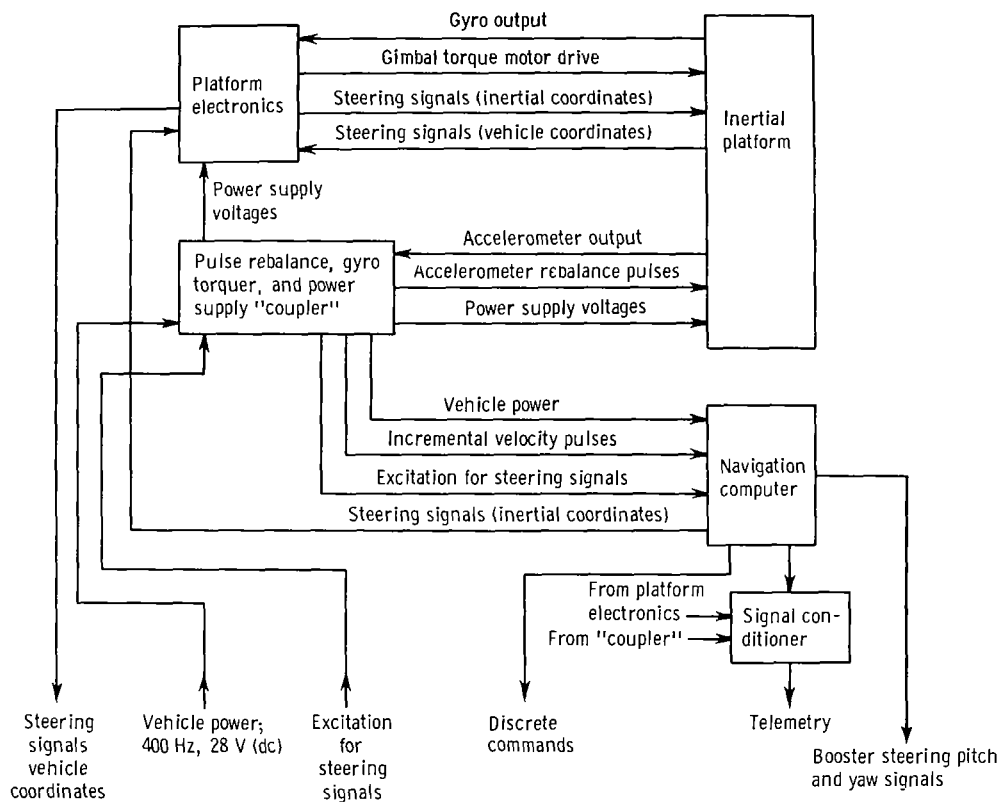 Gyro output
Gimbal torque motor drive
Platform
electronics
Steering signals (inertial coordinates)
Inertial
platform
Steering signals (vehicle coordinates)
Power supply
voltages
Accelerometer output
Pulse rebalance, gyro
torquer, and power
supply "coupler"
Accelerometer rebalance pulses
Power supply voltages
Vehicle power
Incremental velocity pulses
Navigation
computer
Excitation for steering signals
Steering signals (inertial coordinates)
From platform
electronics
From "coupler"
Signal con-
ditioner
Steering
signals
vehicle
coordinates
Vehicle power;
400 Hz, 28 V (dc)
Excitation
for
steering
signals
Discrete
commands
Telemetry
Booster steering pitch
and yaw signals